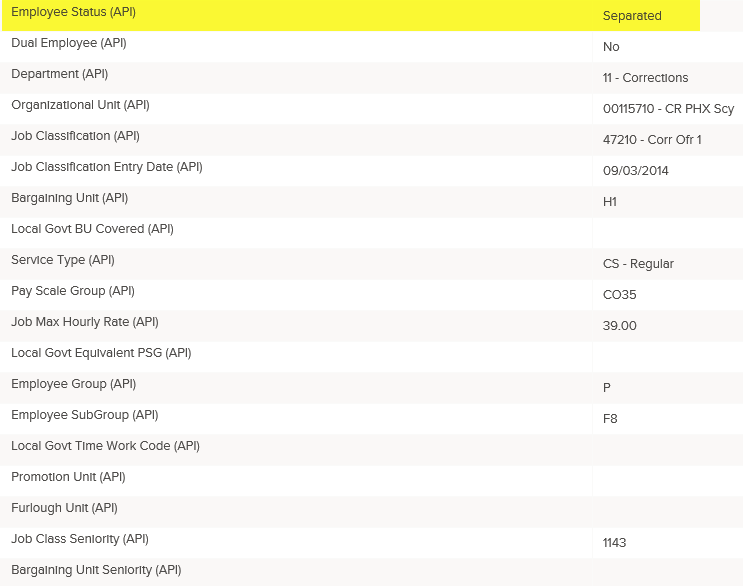 Employee Status (API) Separated
Dual Employee (API) No
Department (API) 11 - Corrections
Organizational Unit (API) 00115710 - CR PHX Scy
Job Classification (API) 47210 - Corr Ofr 1
Job Classification Entry Date (API) 09/03/2014
Bargaining Unit (API) H1
Local Govt BU Covered (API)
Service Type (API) CS - Regular
Pay Scale Group (API) CO35
Job Max Hourly Rate (API) 39.00
Local Govt Equivalent PSG (API)
Employee Group (API) P
Employee SubGroup (API) F8
Local Govt Time Work Code (API)
Promotion Unit (API)
Furlough Unit (API)
Job Class Seniority (API) 1143
Bargaining Unit Seniority (API)